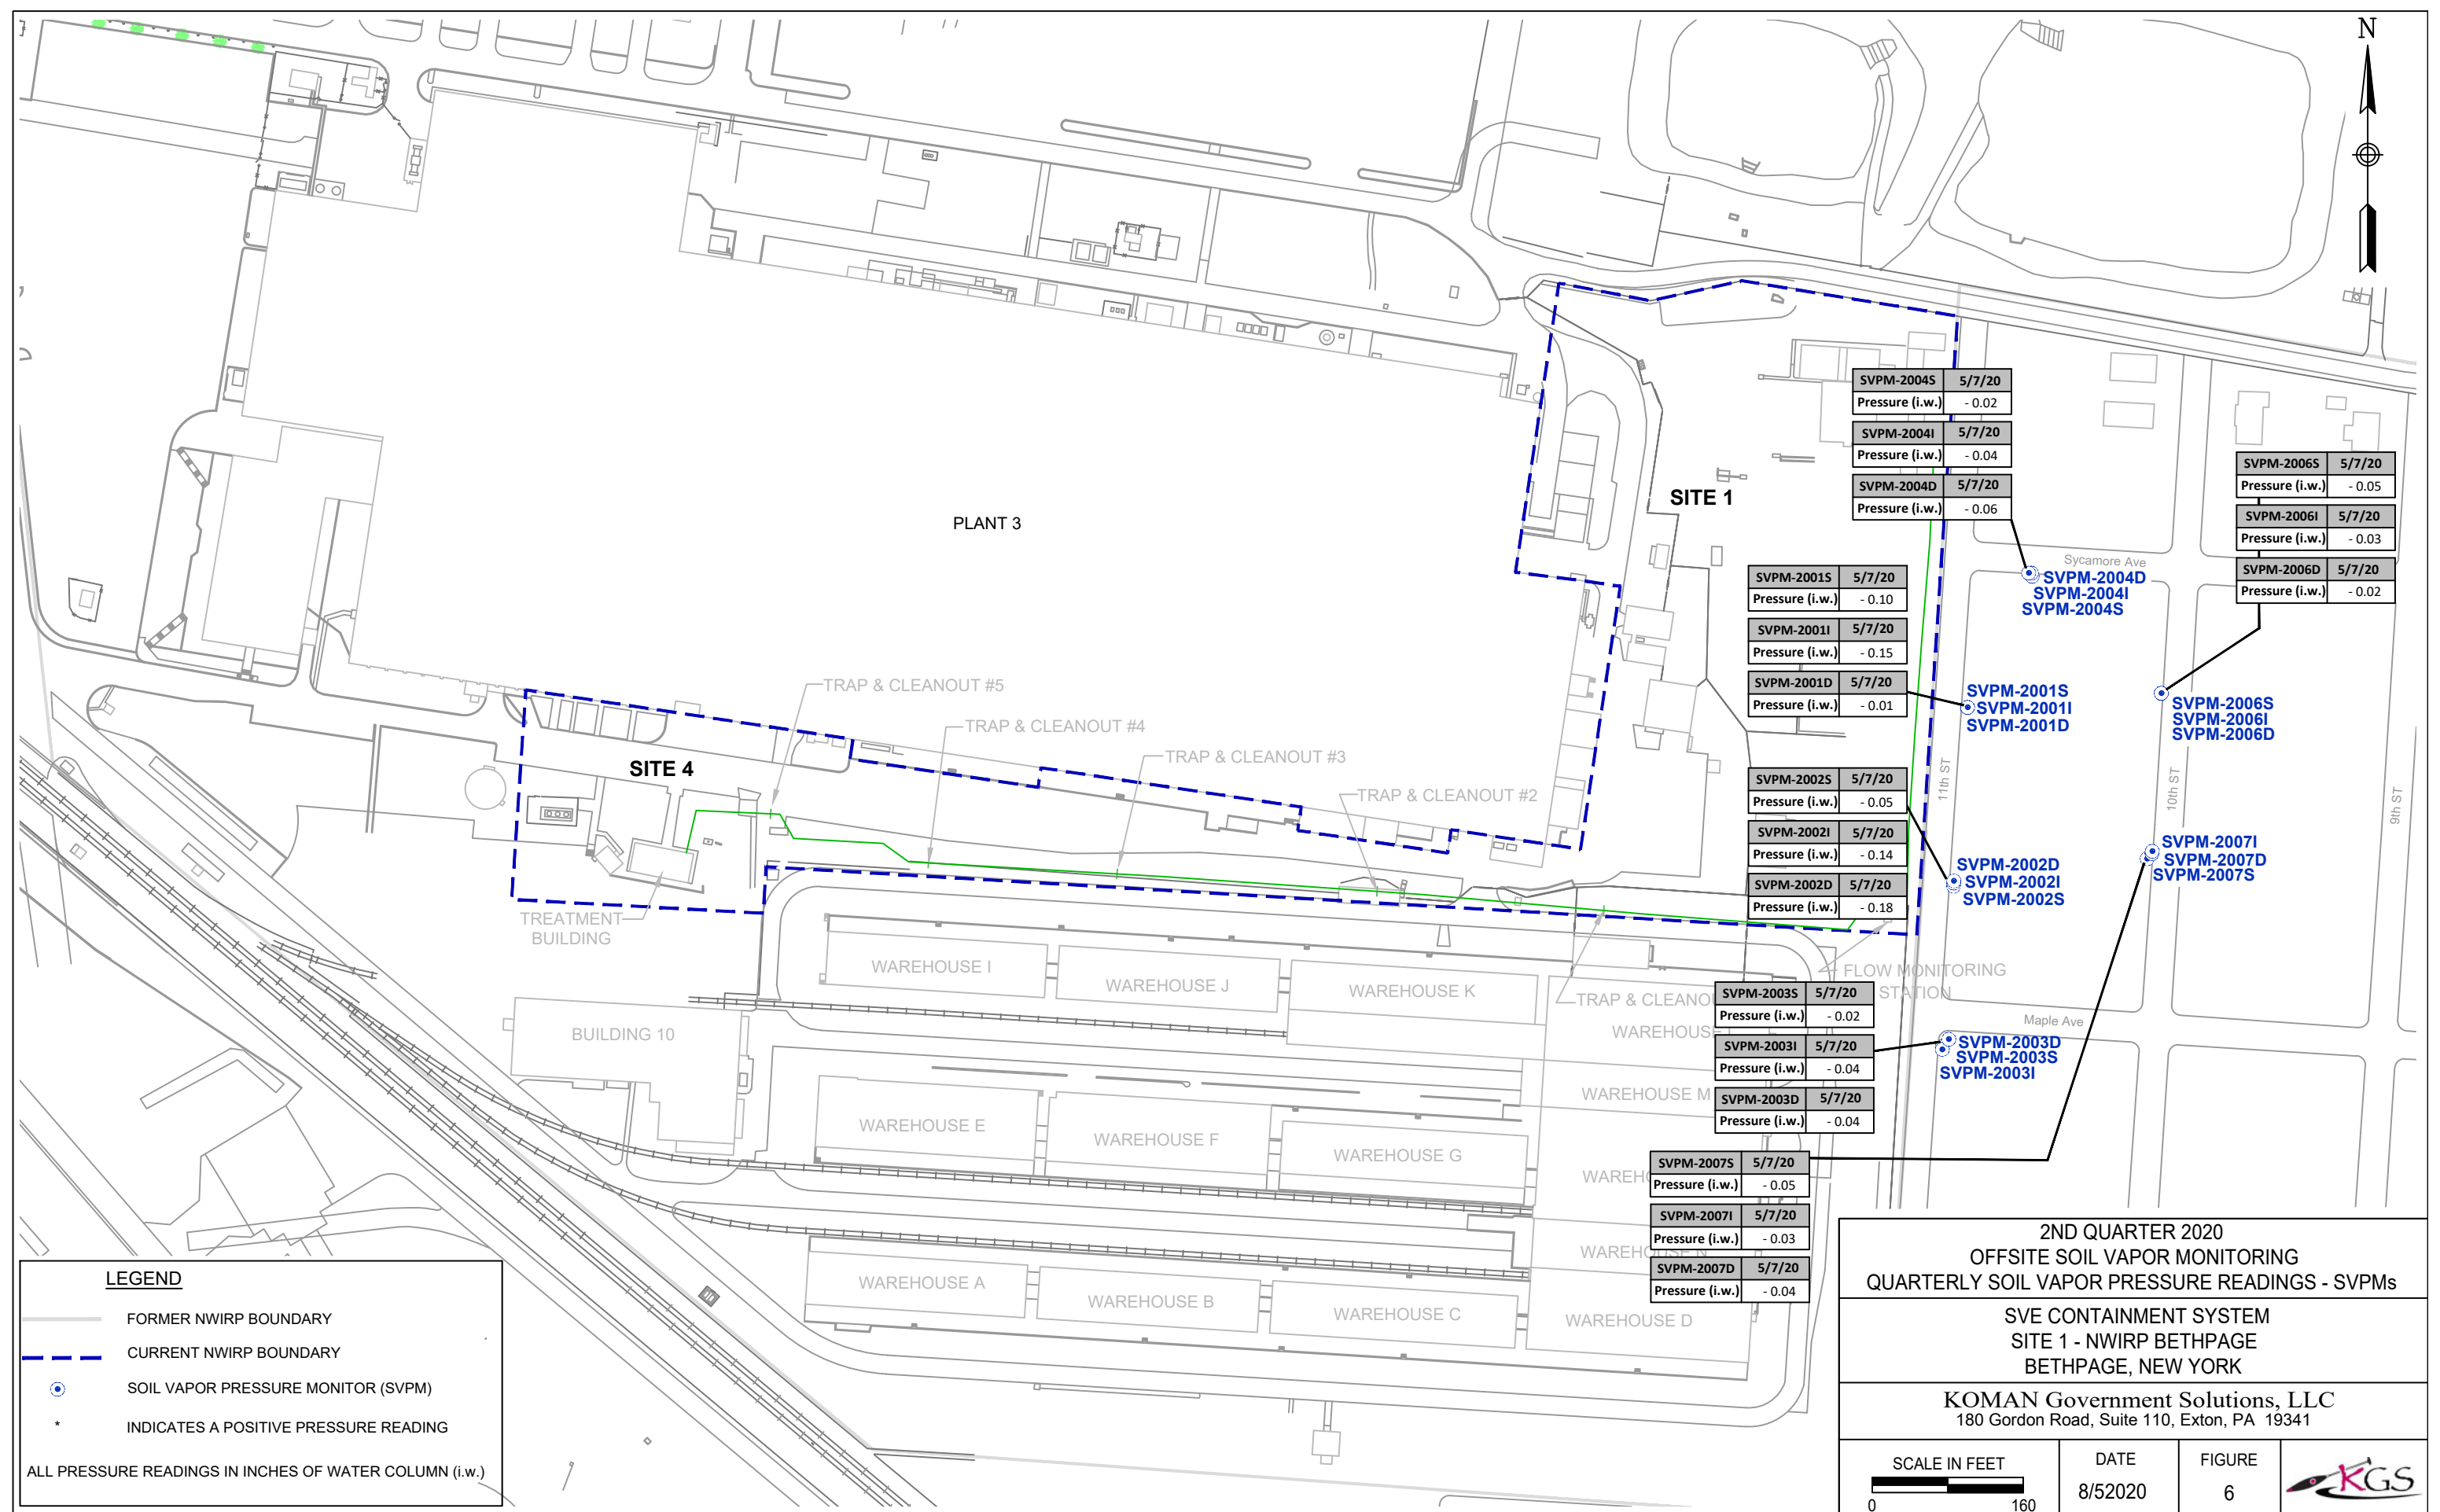 N
SVPM-2004S 5/7/20
Pressure (i.w.) - 0.02
SVPM-2004I 5/7/20
Pressure (i.w.) - 0.04
SVPM-2004D 5/7/20
Pressure (i.w.) - 0.06
SVPM-2006S 5/7/20
Pressure (i.w.) - 0.05
SVPM-2006I 5/7/20
Pressure (i.w.) - 0.03
SVPM-2006D 5/7/20
Pressure (i.w.) - 0.02
SITE 1
PLANT 3
Sycamore Ave
SVPM-2004D
SVPM-2004I
SVPM-2004S
SVPM-2001S 5/7/20
Pressure (i.w.) - 0.10
SVPM-2001I 5/7/20
Pressure (i.w.) - 0.15
SVPM-2001D 5/7/20
Pressure (i.w.) - 0.01
SVPM-2001S
SVPM-2001I
SVPM-2001D
SVPM-2006S
SVPM-2006I
SVPM-2006D
TRAP & CLEANOUT #5
TRAP & CLEANOUT #4
TRAP & CLEANOUT #3
TRAP & CLEANOUT #2
SITE 4
11th ST
10th ST
9th ST
SVPM-2002S 5/7/20
Pressure (i.w.) - 0.05
SVPM-2002I 5/7/20
Pressure (i.w.) - 0.14
SVPM-2002D 5/7/20
Pressure (i.w.) - 0.18
SVPM-2007I
SVPM-2007D
SVPM-2007S
SVPM-2002D
SVPM-2002I
SVPM-2002S
TREATMENT
BUILDING
WAREHOUSE I
WAREHOUSE J
WAREHOUSE K
FLOW MONITORING
STATION
TRAP & CLEANO
WAREHOUSE
BUILDING 10
SVPM-2003S 5/7/20
Pressure (i.w.) - 0.02
SVPM-2003I 5/7/20
Pressure (i.w.) - 0.04
SVPM-2003D 5/7/20
Pressure (i.w.) - 0.04
Maple Ave
SVPM-2003D
SVPM-2003S
SVPM-2003I
WAREHOUSE M
WAREHOUSE E
WAREHOUSE F
WAREHOUSE G
WAREHO
WAREHOUSE N
SVPM-2007S 5/7/20
Pressure (i.w.) - 0.05
SVPM-2007I 5/7/20
Pressure (i.w.) - 0.03
SVPM-2007D 5/7/20
Pressure (i.w.) - 0.04
WAREHOUSE A
WAREHOUSE B
WAREHOUSE C
WAREHOUSE D
LEGEND
FORMER NWIRP BOUNDARY
CURRENT NWIRP BOUNDARY
SOIL VAPOR PRESSURE MONITOR (SVPM)
* INDICATES A POSITIVE PRESSURE READING
ALL PRESSURE READINGS IN INCHES OF WATER COLUMN (i.w.)
2ND QUARTER 2020
OFFSITE SOIL VAPOR MONITORING
QUARTERLY SOIL VAPOR PRESSURE READINGS - SVPMs
SVE CONTAINMENT SYSTEM
SITE 1 - NWIRP BETHPAGE
BETHPAGE, NEW YORK
KOMAN Government Solutions, LLC
180 Gordon Road, Suite 110, Exton, PA 19341
SCALE IN FEET
0 160
DATE
8/52020
FIGURE
6
KGS